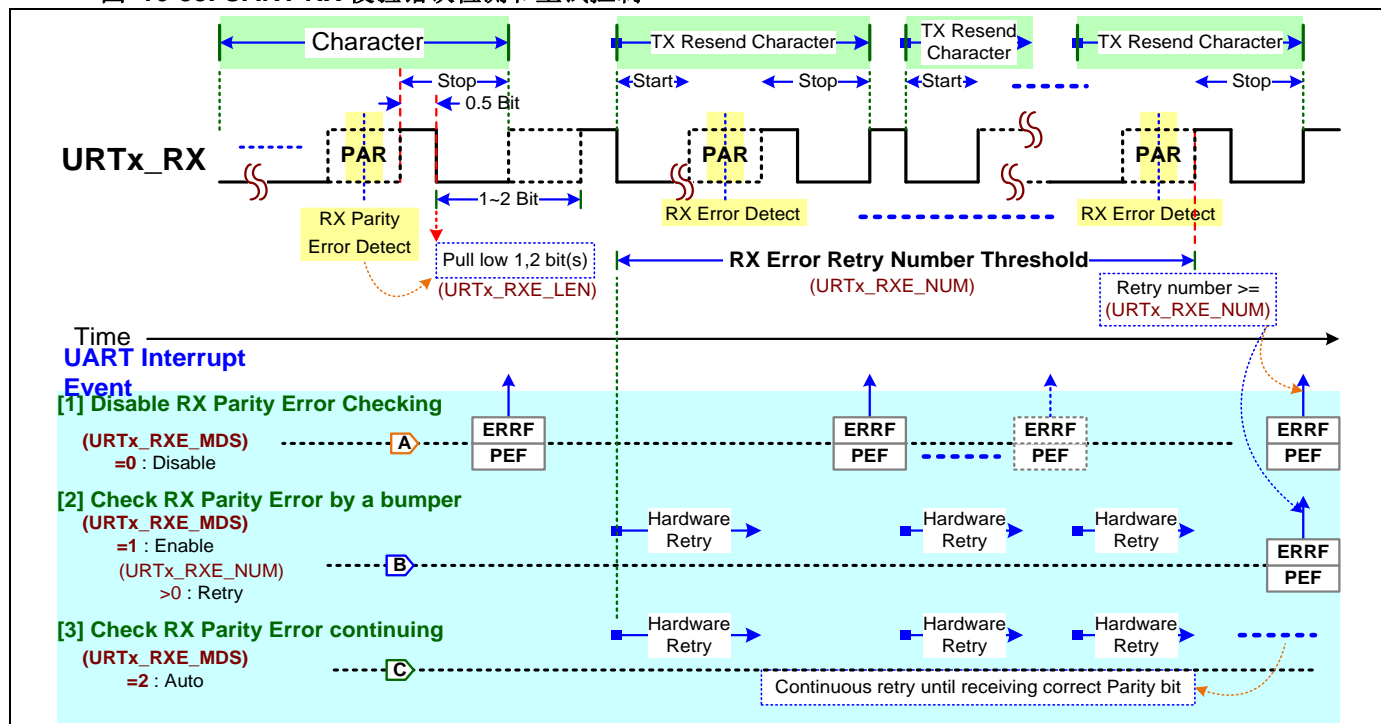 Character
TX Resend Character
TX Resend
Character
TX Resend Character
Stop
Start
Stop
Start
Stop
0.5 Bit
URTx_RX
PAR
PAR
PAR
1~2 Bit
RX Parity
Error Detect
RX Error Detect
RX Error Detect
Pull low 1,2 bit(s)
(URTx_RXE_LEN)
RX Error Retry Number Threshold
(URTx_RXE_NUM)
Retry number >=
(URTx_RXE_NUM)
Time
UART Interrupt
Event
[1] Disable RX Parity Error Checking
(URTx_RXE_MDS)
=0 : Disable
A
ERRF
PEF
ERRF
PEF
ERRF
PEF
ERRF
PEF
[2] Check RX Parity Error by a bumper
(URTx_RXE_MDS)
=1 : Enable
(URTx_RXE_NUM)
>0 : Retry
B
Hardware
Retry
Hardware
Retry
Hardware
Retry
ERRF
PEF
[3] Check RX Parity Error continuing
(URTx_RXE_MDS)
=2 : Auto
C
Hardware
Retry
Hardware
Retry
Hardware
Retry
Continuous retry until receiving correct Parity bit